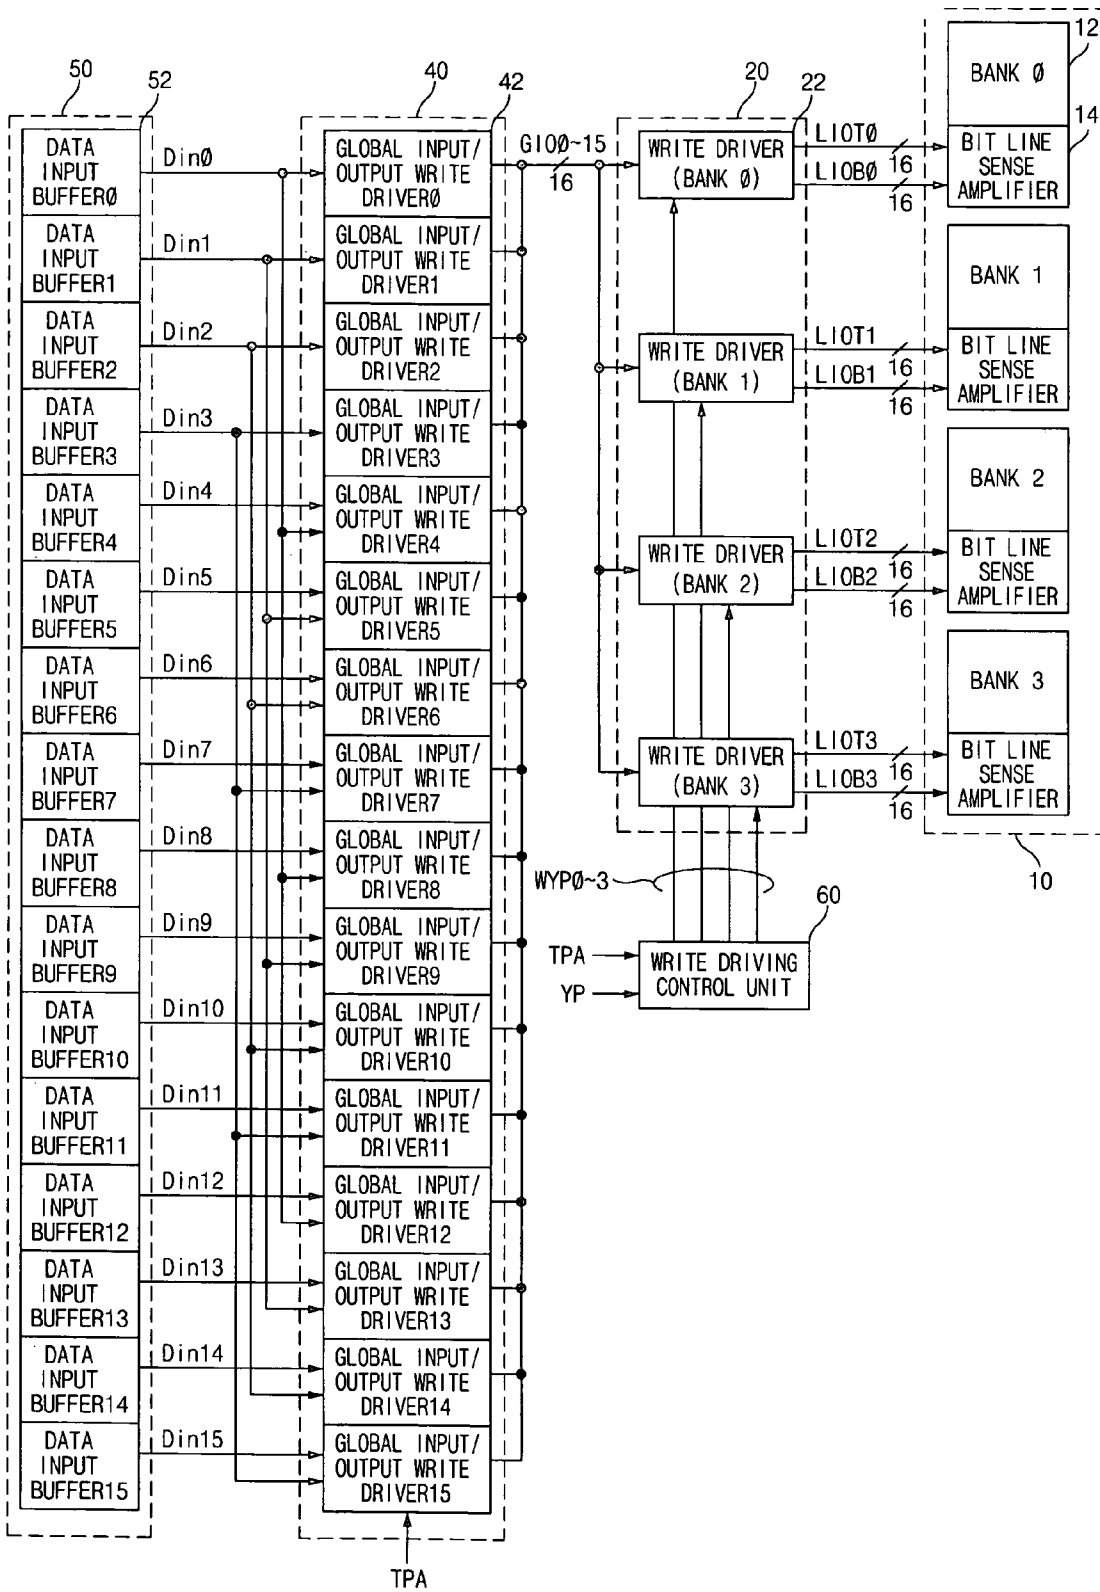 50
52
DATA
INPUT
BUFFERØ
DATA
INPUT
BUFFER1
DATA
INPUT
BUFFER2
DATA
INPUT
BUFFER3
DATA
INPUT
BUFFER4
DATA
INPUT
BUFFER5
DATA
INPUT
BUFFER6
DATA
INPUT
BUFFER7
DATA
INPUT
BUFFER8
DATA
INPUT
BUFFER9
DATA
INPUT
BUFFER10
DATA
INPUT
BUFFER11
DATA
INPUT
BUFFER12
DATA
INPUT
BUFFER13
DATA
INPUT
BUFFER14
DATA
INPUT
BUFFER15
DinØ
Din1
Din2
Din3
Din4
Din5
Din6
Din7
Din8
Din9
Din10
Din11
Din12
Din13
Din14
Din15
40
42
GLOBAL INPUT/
OUTPUT WRITE
DRIVERØ
GLOBAL INPUT/
OUTPUT WRITE
DRIVER1
GLOBAL INPUT/
OUTPUT WRITE
DRIVER2
GLOBAL INPUT/
OUTPUT WRITE
DRIVER3
GLOBAL INPUT/
OUTPUT WRITE
DRIVER4
GLOBAL INPUT/
OUTPUT WRITE
DRIVER5
GLOBAL INPUT/
OUTPUT WRITE
DRIVER6
GLOBAL INPUT/
OUTPUT WRITE
DRIVER7
GLOBAL INPUT/
OUTPUT WRITE
DRIVER8
GLOBAL INPUT/
OUTPUT WRITE
DRIVER9
GLOBAL INPUT/
OUTPUT WRITE
DRIVER10
GLOBAL INPUT/
OUTPUT WRITE
DRIVER11
GLOBAL INPUT/
OUTPUT WRITE
DRIVER12
GLOBAL INPUT/
OUTPUT WRITE
DRIVER13
GLOBAL INPUT/
OUTPUT WRITE
DRIVER14
GLOBAL INPUT/
OUTPUT WRITE
DRIVER15
TPA
GIOØ~15
16
20
22
WRITE DRIVER
(BANK Ø)
WRITE DRIVER
(BANK 1)
WRITE DRIVER
(BANK 2)
WRITE DRIVER
(BANK 3)
WYPØ~3
60
TPA
YP
WRITE DRIVING
CONTROL UNIT
LIOTØ
16
LIOBØ
16
LIOT1
16
LIOB1
16
LIOT2
16
LIOB2
16
LIOT3
16
LIOB3
16
12
14
BANK Ø
BIT LINE
SENSE
AMPLIFIER
BANK 1
BIT LINE
SENSE
AMPLIFIER
BANK 2
BIT LINE
SENSE
AMPLIFIER
BANK 3
BIT LINE
SENSE
AMPLIFIER
10